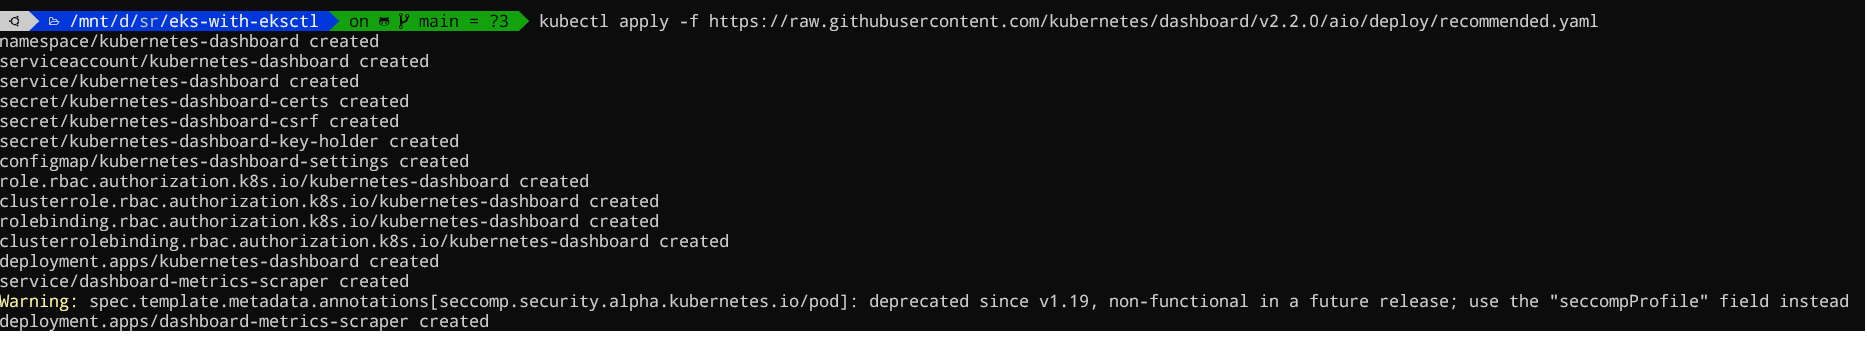 /mnt/d/sr/eks-with-eksctl on main = ?3 kubectl apply -f https://raw.githubusercontent.com/kubernetes/dashboard/v2.2.0/aio/deploy/recommended.yaml
namespace/kubernetes-dashboard created
serviceaccount/kubernetes-dashboard created
service/kubernetes-dashboard created
secret/kubernetes-dashboard-certs created
secret/kubernetes-dashboard-csrf created
secret/kubernetes-dashboard-key-holder created
configmap/kubernetes-dashboard-settings created
role.rbac.authorization.k8s.io/kubernetes-dashboard created
clusterrole.rbac.authorization.k8s.io/kubernetes-dashboard created
rolebinding.rbac.authorization.k8s.io/kubernetes-dashboard created
clusterrolebinding.rbac.authorization.k8s.io/kubernetes-dashboard created
deployment.apps/kubernetes-dashboard created
service/dashboard-metrics-scraper created
Warning: spec.template.metadata.annotations[seccomp.security.alpha.kubernetes.io/pod]: deprecated since v1.19, non-functional in a future release; use the "seccompProfile" field instead
deployment.apps/dashboard-metrics-scraper created